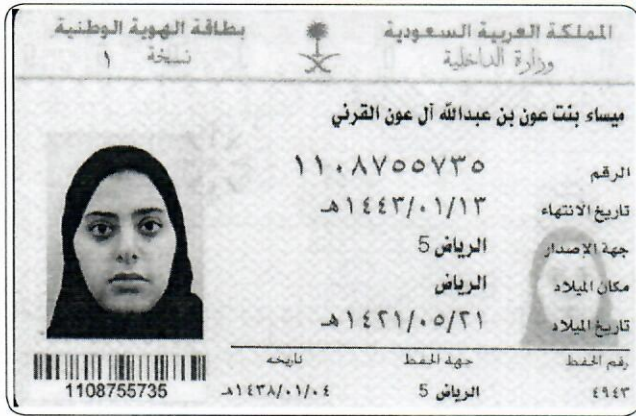 المملكة العربية السعودية
وزارة الداخلية
بطاقة الهوية الوطنية
نسخة ١
ميساء بنت عون بن عبدالله آل عون القرني
الرقم ١١٠٨٧٥٥٧٣٥
تاريخ الانتهاء ١٤٤٣/٠١/١٣هـ
جهة الإصدار الرياض 5
مكان الميلاد الرياض
تاريخ الميلاد ١٤٢١/٠٥/٢١هـ
رقم الحفظ جهة الحفظ تاريخه
٤٩٤٣ الرياض 5 ١٤٣٨/٠١/٠٤هـ
1108755735